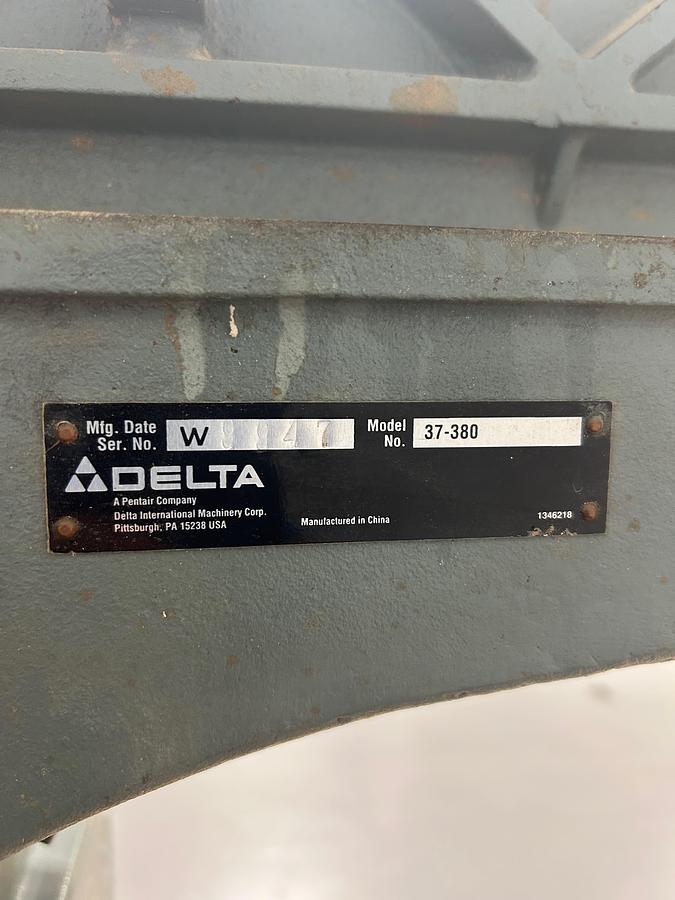 Mfg. Date
Ser. No.
W 9947
Model
No.
37-380
DELTA
A Pentair Company
Delta International Machinery Corp.
Pittsburgh, PA 15238 USA
Manufactured in China
1346218